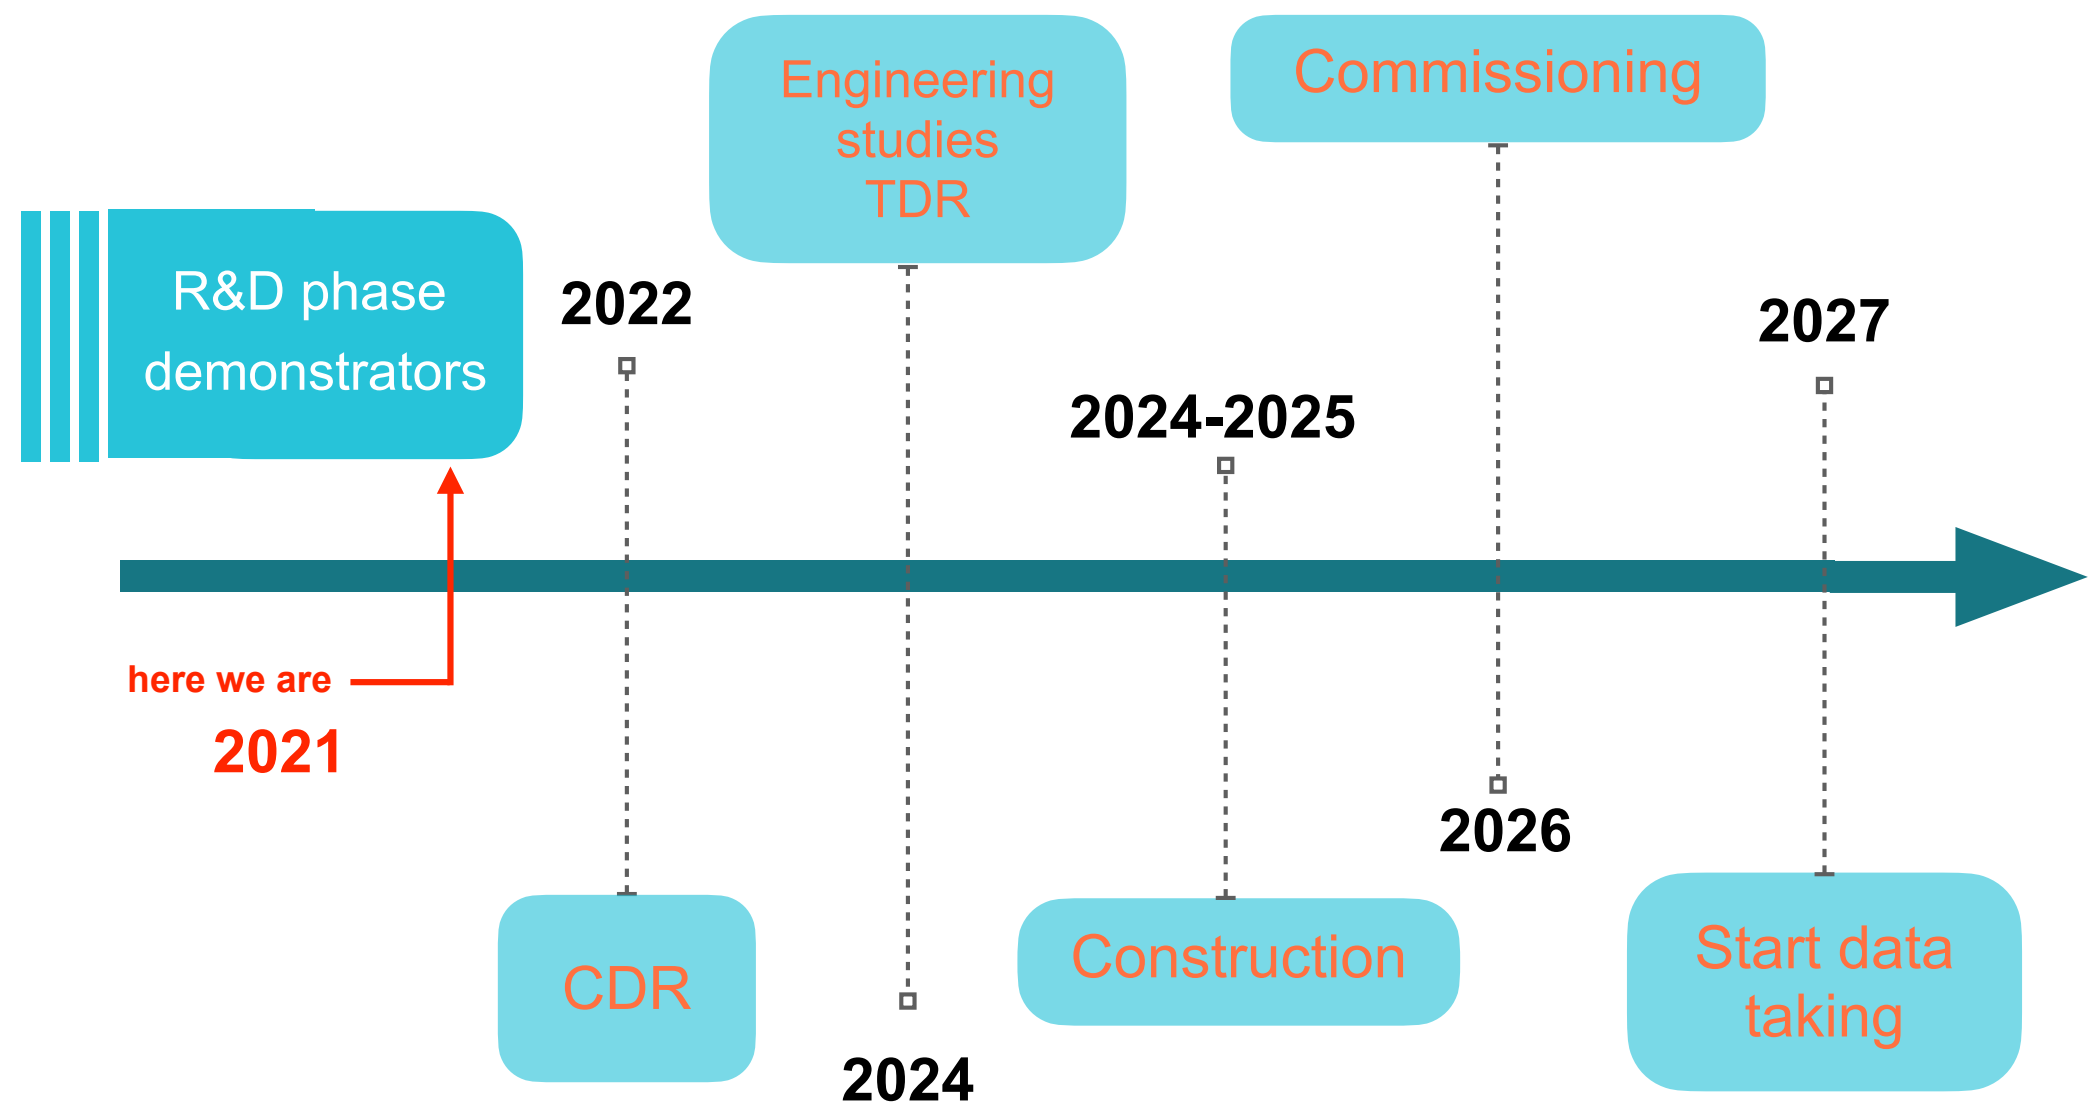 R&D phase
demonstrators
here we are
2021
2022
CDR
Engineering
studies
TDR
2024
2024-2025
Construction
Commissioning
2026
2027
Start data
taking